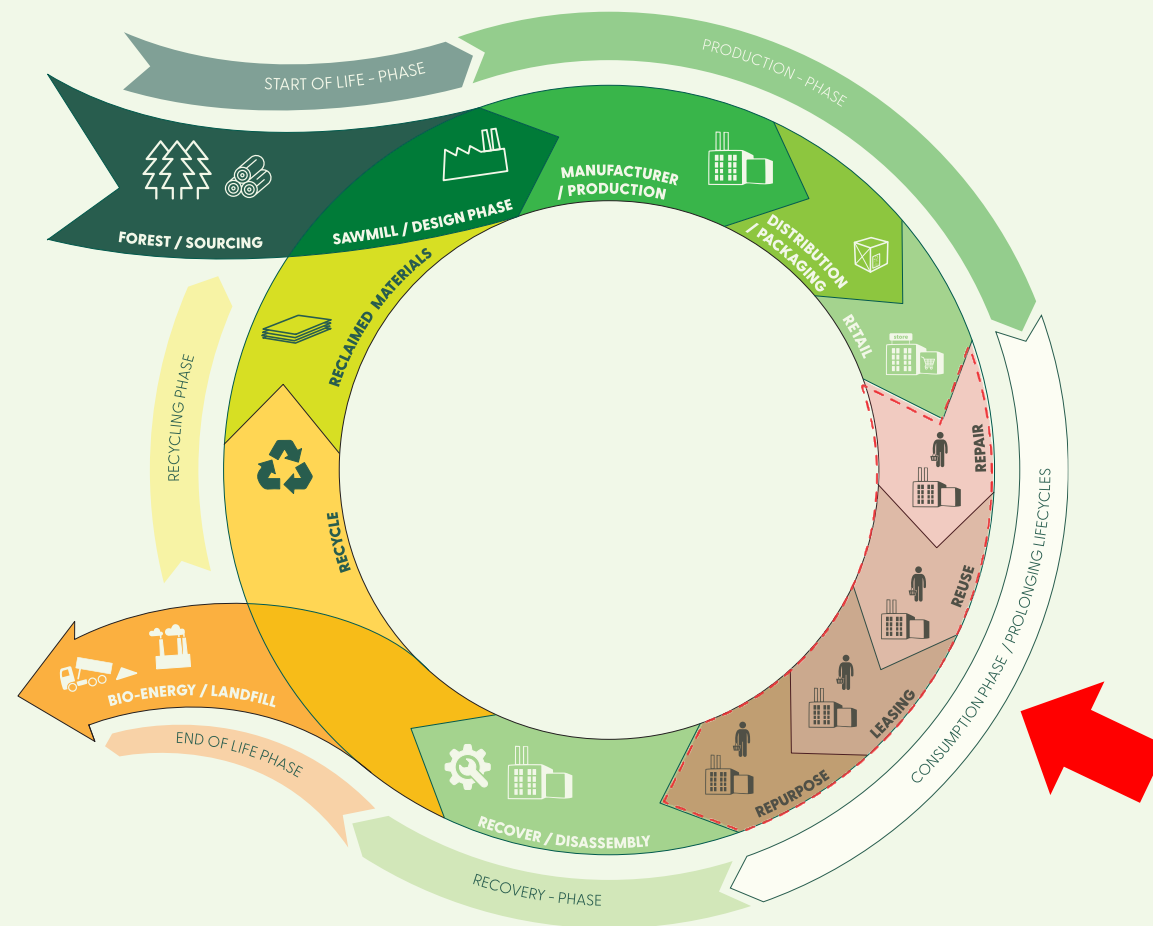 START OF LIFE - PHASE
PRODUCTION - PHASE
FOREST / SOURCING
SAWMILL / DESIGN PHASE
MANUFACTURER
/ PRODUCTION
DISTRIBUTION
/ PACKAGING
RETAIL
store
REPAIR
REUSE
LEASING
REPURPOSE
CONSUMPTION PHASE / PROLONGING LIFECYCLES
RECOVER / DISASSEMBLY
RECOVERY - PHASE
BIO-ENERGY / LANDFILL
END OF LIFE PHASE
RECYCLE
RECYCLING PHASE
RECLAIMED MATERIALS